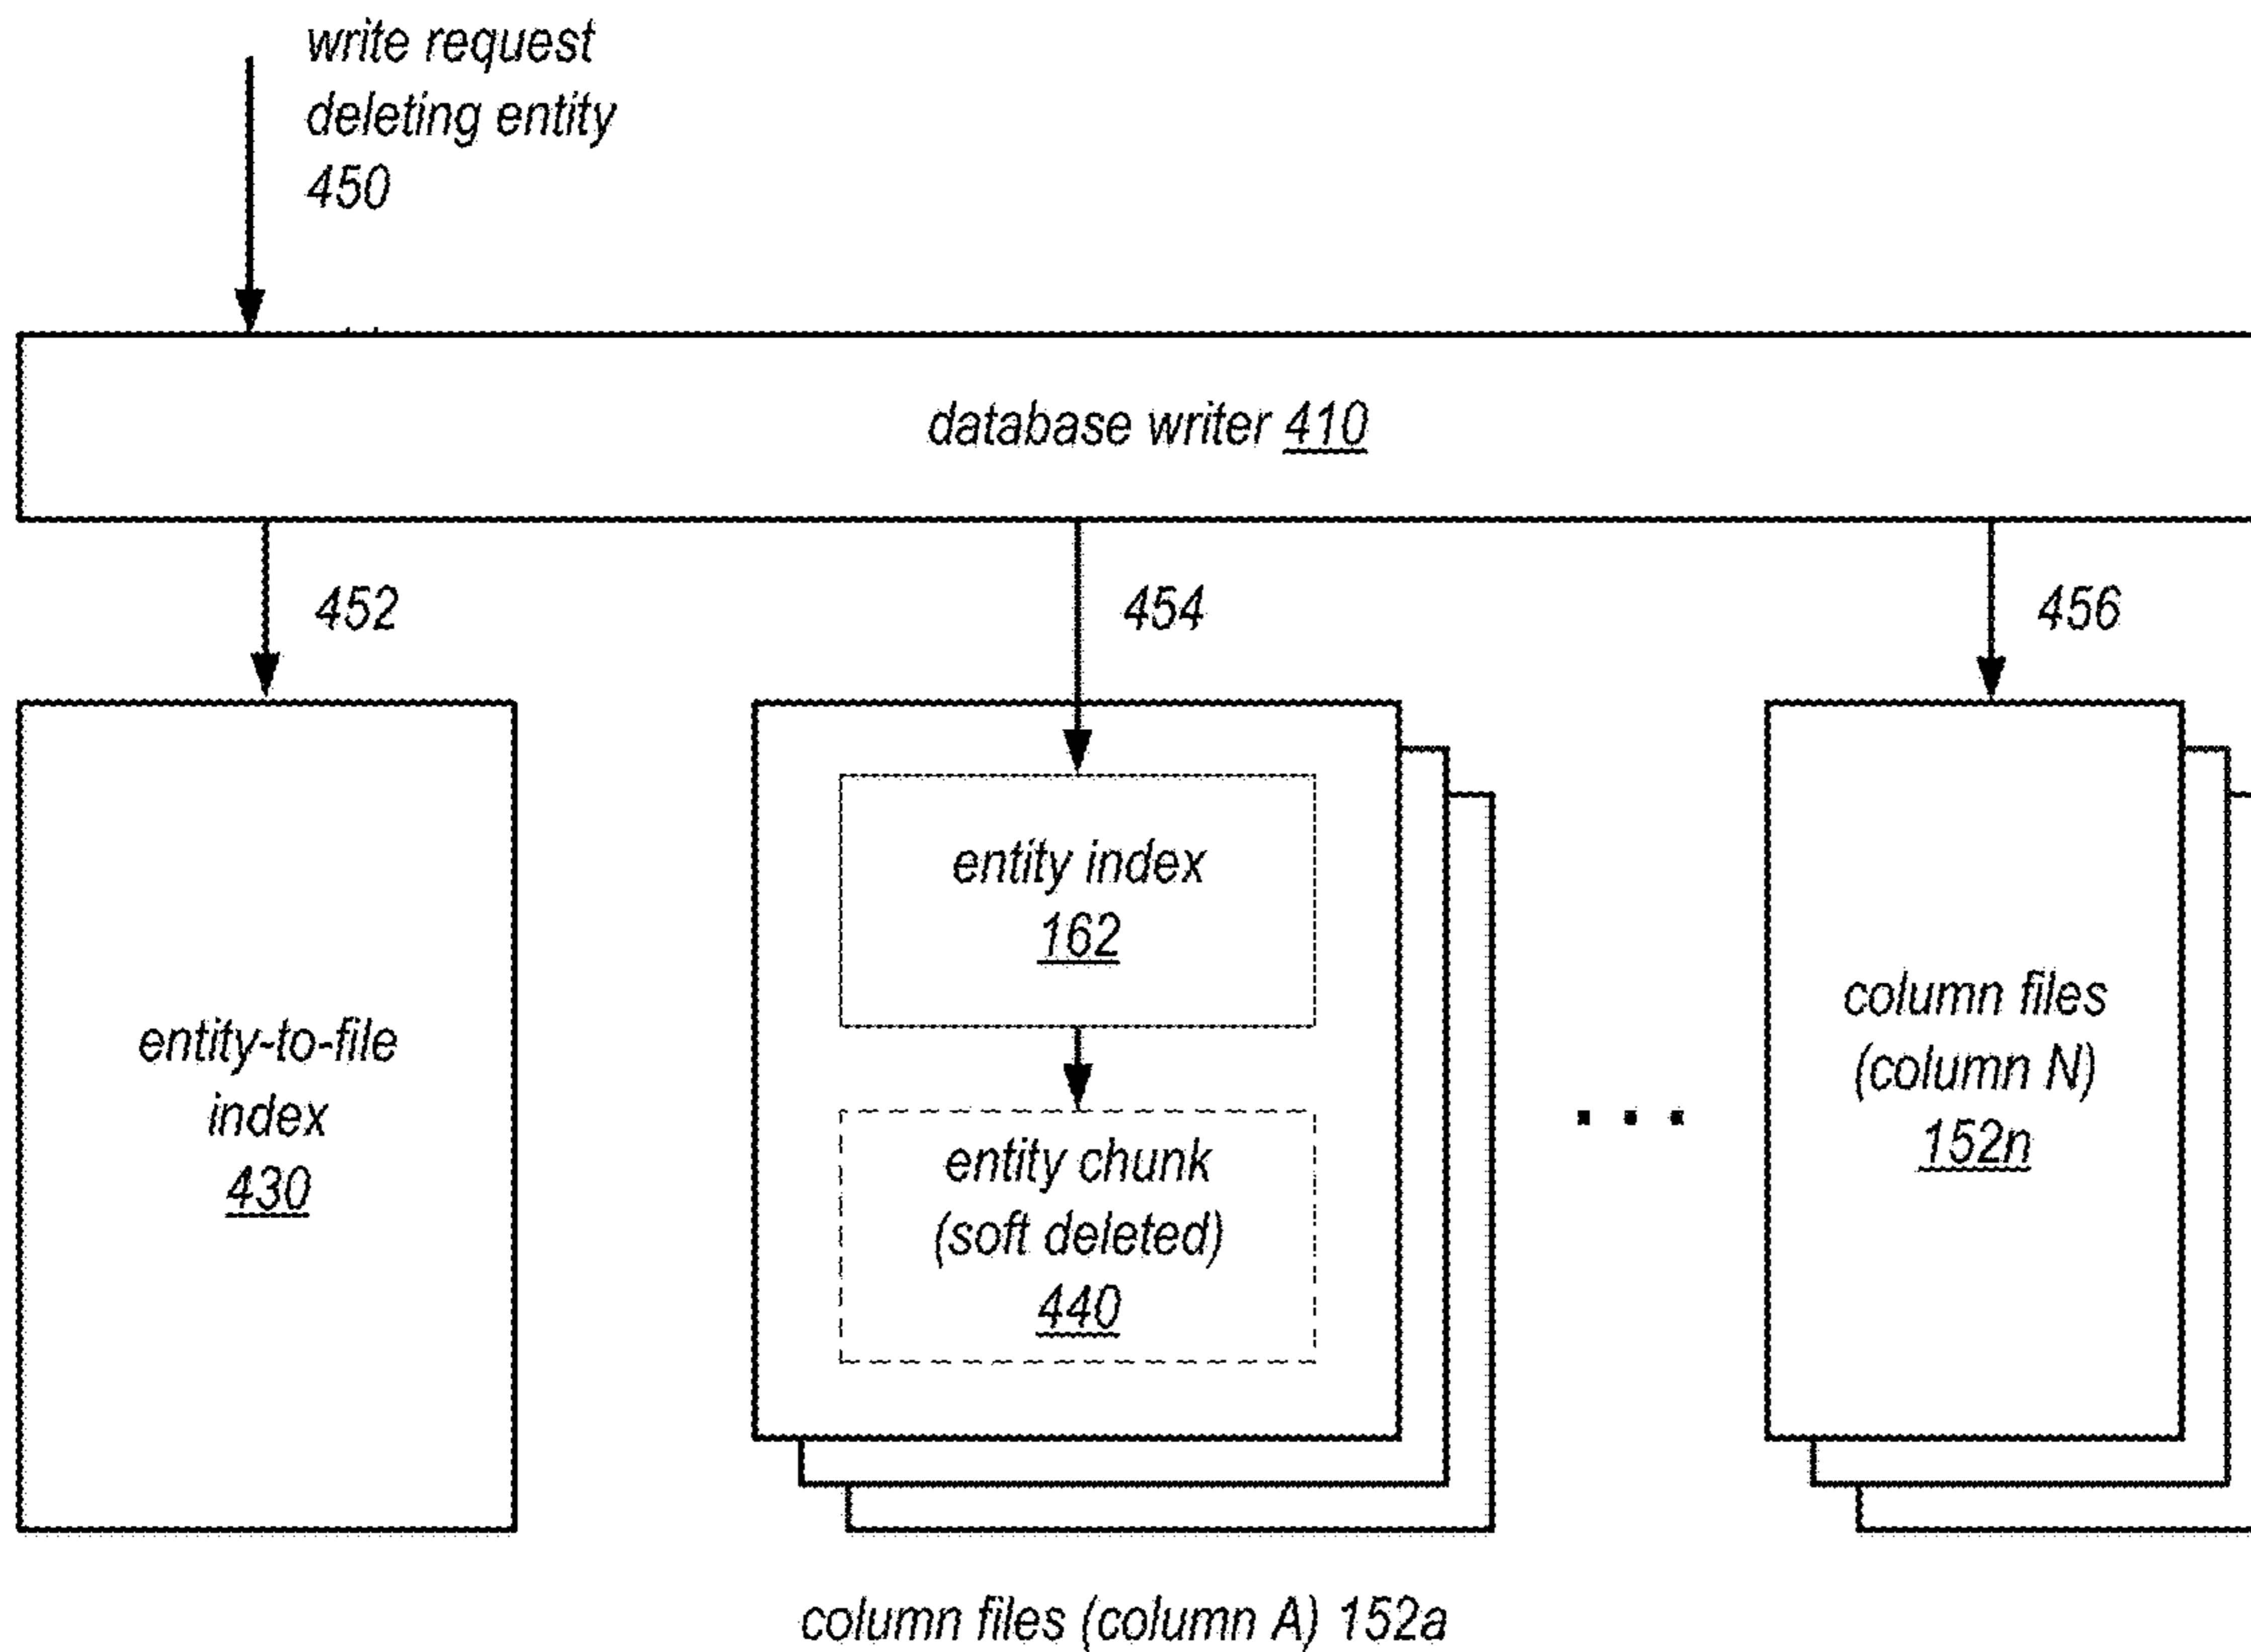 write request
deleting entity
450
database writer 410
452
454
456
entity-to-file
index
430
entity index
162
entity chunk
(soft deleted)
440
. . .
column files
(column N)
152n
column files (column A) 152a